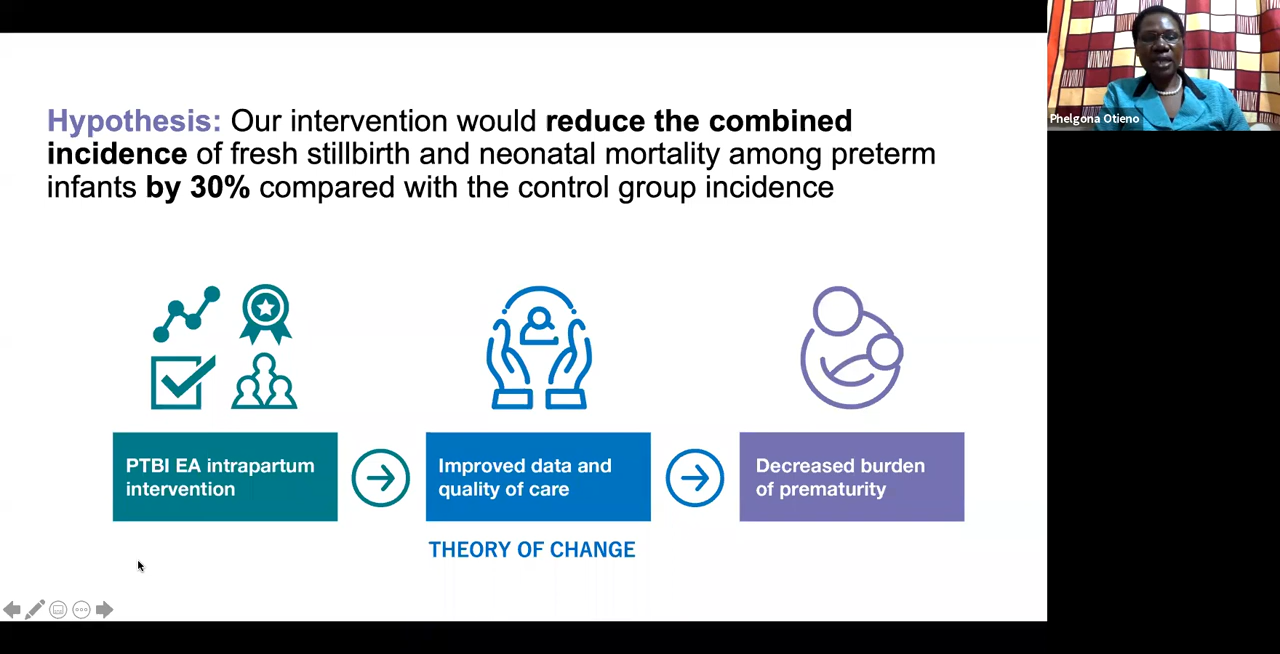 Hypothesis: Our intervention would reduce the combined
incidence of fresh stillbirth and neonatal mortality among preterm
infants by 30% compared with the control group incidence
PTBI EA intrapartum
intervention
Improved data and
quality of care
Decreased burden
of prematurity
THEORY OF CHANGE
Phelgona Otieno